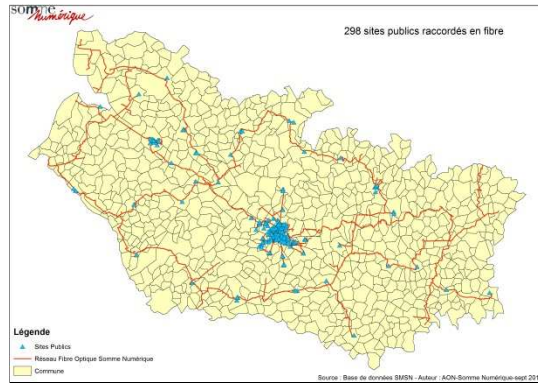 somme
numérique
298 sites publics raccordés en fibre
Légende
Sites Publics
Réseau Fibre Optique Somme Numérique
Commune
Source : Base de données SMSN - Auteur : AON-Somme Numérique-sept 201